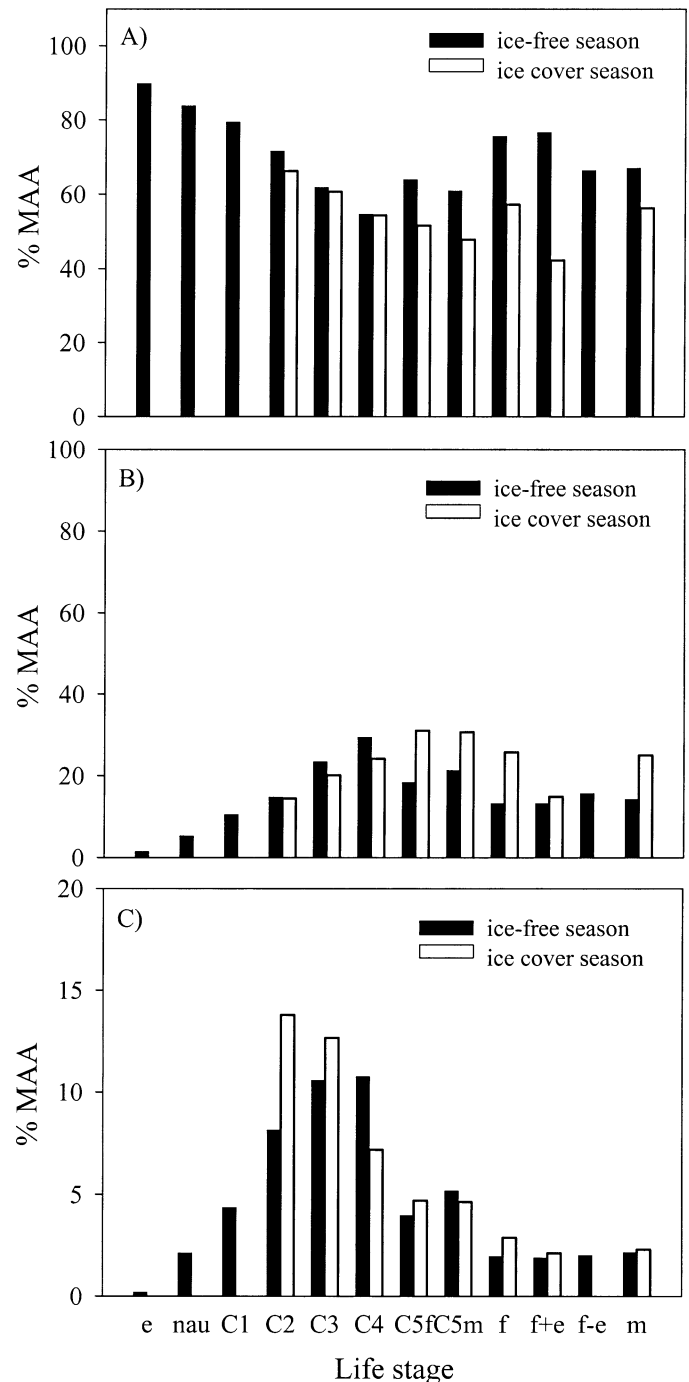 A)
ice-free season
ice cover season
100
80
60
40
20
0
% MAA
B)
ice-free season
ice cover season
100
80
60
40
20
0
% MAA
C)
ice-free season
ice cover season
20
15
10
5
0
% MAA
e nau C1 C2 C3 C4 C5f C5m f f+e f-e m
Life stage